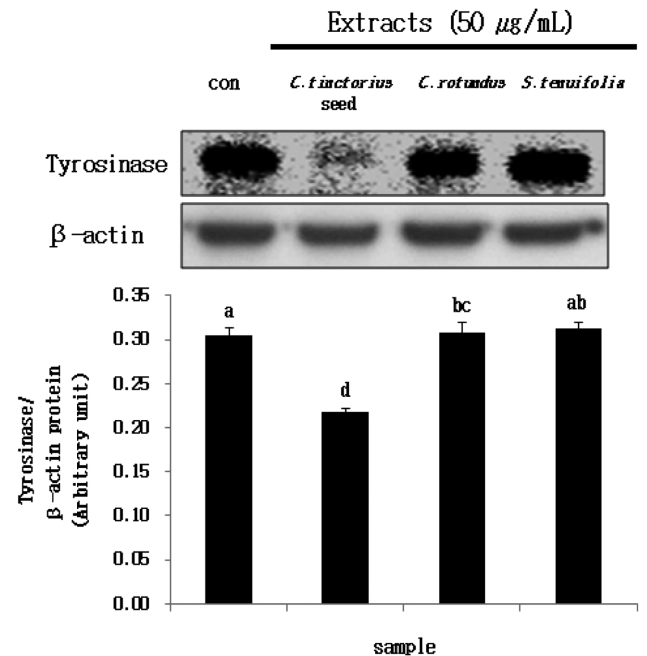 Extracts (50 μg/mL)
con C.tinctorius C.rotundus S.tenuifolia
seed
Tyrosinase
β-actin
Tyrosinase/
β-actin protein
(Arbitrary unit)
0.35
0.30
0.25
0.20
0.15
0.10
0.05
0.00
a
d
bc
ab
sample